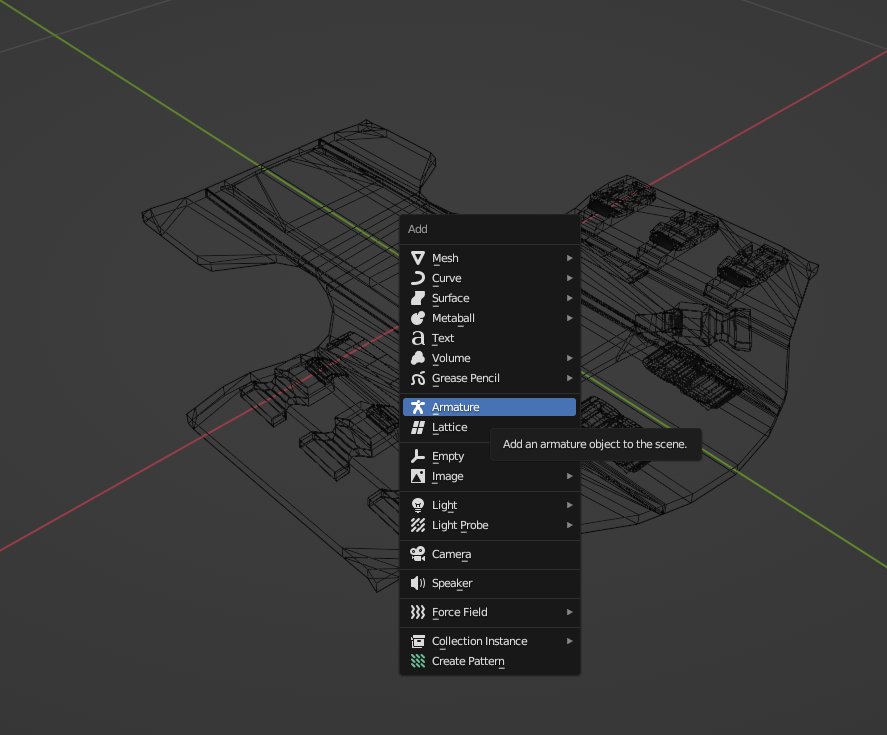 Add
Mesh
Curve
Surface
Metaball
Text
Volume
Grease Pencil
Armature
Lattice
Add an armature object to the scene.
Empty
Image
Light
Light Probe
Camera
Speaker
Force Field
Collection Instance
Create Pattern